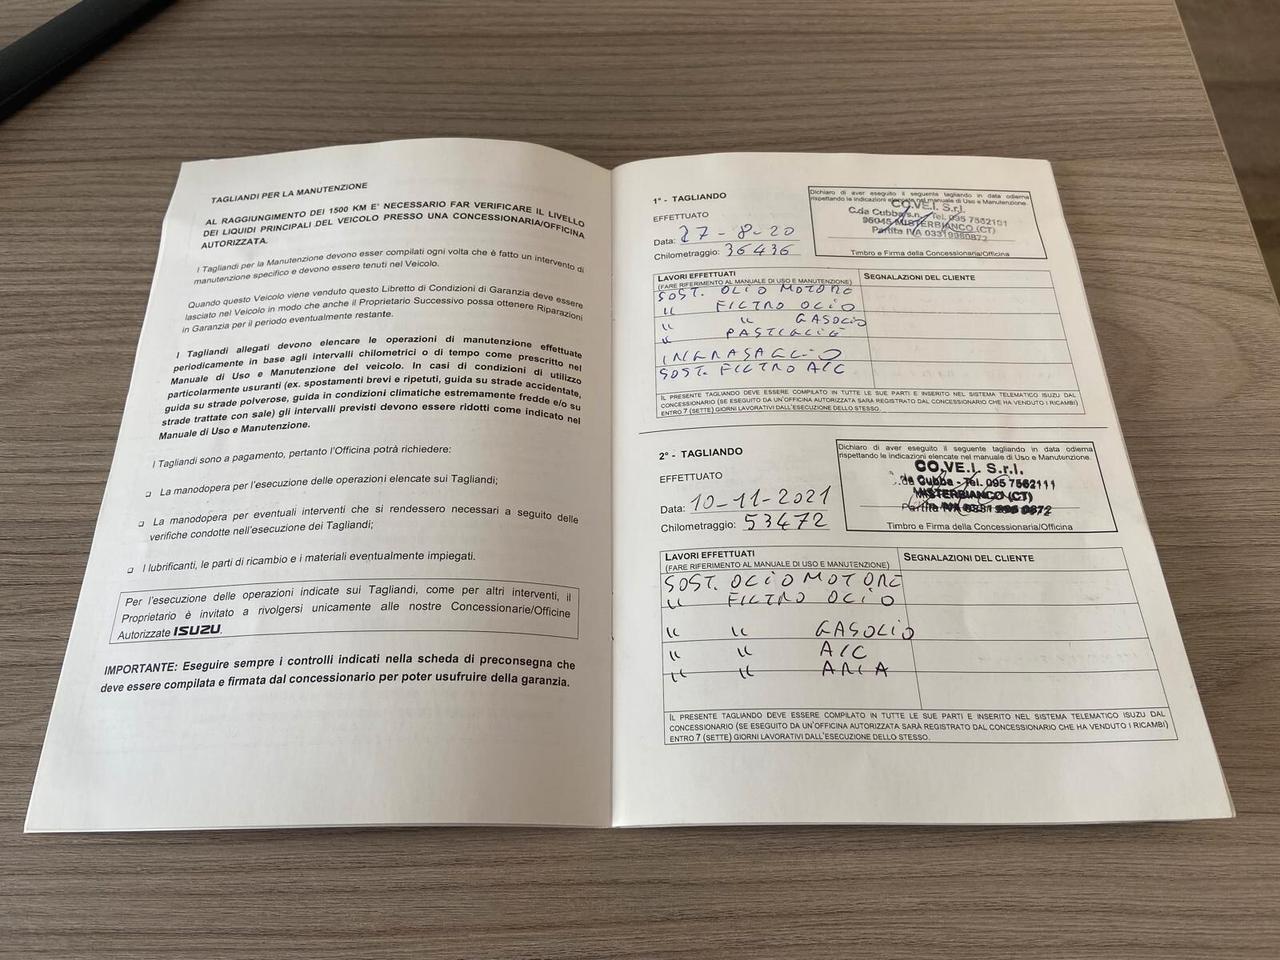 TAGLIANDI PER LA MANUTENZIONE
AL RAGGIUNGIMENTO DEI 1500 KM E' NECESSARIO FAR VERIFICARE IL LIVELLO
DEI LIQUIDI PRINCIPALI DEL VEICOLO PRESSO UNA CONCESSIONARIA/OFFICINA
AUTORIZZATA.
I Tagliandi per la Manutenzione devono esser compilati ogni volta che è fatto un intervento di
manutenzione specifico e devono essere tenuti nel Veicolo.
Quando questo Veicolo viene venduto questo Libretto di Condizioni di Garanzia deve essere
lasciato nel Veicolo in modo che anche il Proprietario Successivo possa ottenere Riparazioni
in Garanzia per il periodo eventualmente restante.
I Tagliandi allegati devono elencare le operazioni di manutenzione effettuate
periodicamente in base agli intervalli chilometrici o di tempo come prescritto nel
Manuale di Uso e Manutenzione del veicolo. In casi di condizioni di utilizzo
particolarmente usuranti (ex. spostamenti brevi e ripetuti, guida su strade accidentate,
guida su strade polverose, guida in condizioni climatiche estremamente fredde e/o su
strade trattate con sale) gli intervalli previsti devono essere ridotti come indicato nel
Manuale di Uso e Manutenzione.
I Tagliandi sono a pagamento, pertanto l'Officina potrà richiedere:
La manodopera per l'esecuzione delle operazioni elencate sui Tagliandi;
La manodopera per eventuali interventi che si rendessero necessari a seguito delle
verifiche condotte nell'esecuzione dei Tagliandi;
I lubrificanti, le parti di ricambio e i materiali eventualmente impiegati.
Per l'esecuzione delle operazioni indicate sui Tagliandi, come per altri interventi, il
Proprietario è invitato a rivolgersi unicamente alle nostre Concessionarie/Officine
Autorizzate ISUZU.
IMPORTANTE: Eseguire sempre i controlli indicati nella scheda di preconsegna che
deve essere compilata e firmata dal concessionario per poter usufruire della garanzia.
1° - TAGLIANDO
EFFETTUATO
Data: 27-8-20
Chilometraggio: 36436
Dichiaro di aver eseguito il seguente tagliando in data odierna
rispettando le indicazioni elencate nel manuale di Uso e Manutenzione.
CO.VE.I. S.r.l.
C.da Cubba s.n. - Tel. 095 7562101
95045 MISTERBIANCO (CT)
Partita IVA 03319960872
Timbro e Firma della Concessionaria/Officina
LAVORI EFFETTUATI
(FARE RIFERIMENTO AL MANUALE DI USO E MANUTENZIONE)
SEGNALAZIONI DEL CLIENTE
SOST. OLIO MOTORE
" FILTRO OLIO
" " GASOLIO
" PASTIGLIE
INGRASAGGIO
SOST. FILTRO A/C
IL PRESENTE TAGLIANDO DEVE ESSERE COMPILATO IN TUTTE LE SUE PARTI E INSERITO NEL SISTEMA TELEMATICO ISUZU DAL
CONCESSIONARIO (SE ESEGUITO DA UN'OFFICINA AUTORIZZATA SARÀ REGISTRATO DAL CONCESSIONARIO CHE HA VENDUTO I RICAMBI)
ENTRO 7 (SETTE) GIORNI LAVORATIVI DALL'ESECUZIONE DELLO STESSO.
2° - TAGLIANDO
EFFETTUATO
Data: 10-11-2021
Chilometraggio: 53472
Dichiaro di aver eseguito il seguente tagliando in data odierna
rispettando le indicazioni elencate nel manuale di Uso e Manutenzione.
CO.VE.I. S.r.l.
.da Cubba - Tel. 095 7562111
MISTERBIANCO (CT)
Partita IVA 0331 996 0872
Timbro e Firma della Concessionaria/Officina
LAVORI EFFETTUATI
(FARE RIFERIMENTO AL MANUALE DI USO E MANUTENZIONE)
SEGNALAZIONI DEL CLIENTE
SOST. OLIO MOTORE
" FILTRO OLIO
" " GASOLIO
" " A/C
" " ARIA
IL PRESENTE TAGLIANDO DEVE ESSERE COMPILATO IN TUTTE LE SUE PARTI E INSERITO NEL SISTEMA TELEMATICO ISUZU DAL
CONCESSIONARIO (SE ESEGUITO DA UN'OFFICINA AUTORIZZATA SARÀ REGISTRATO DAL CONCESSIONARIO CHE HA VENDUTO I RICAMBI)
ENTRO 7 (SETTE) GIORNI LAVORATIVI DALL'ESECUZIONE DELLO STESSO.